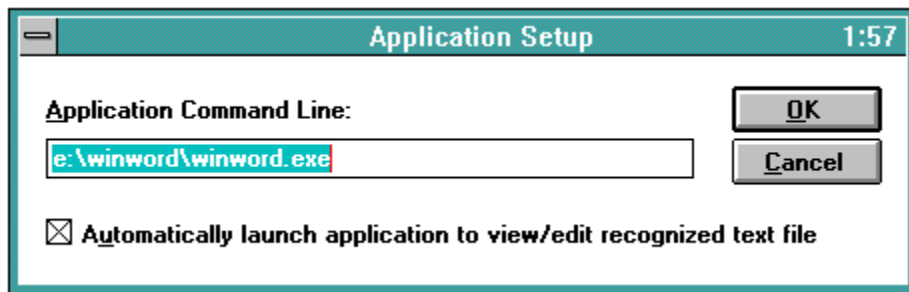 Application Setup 1:57
Application Command Line:
OK
e:\winword\winword.exe
Cancel
Automatically launch application to view/edit recognized text file